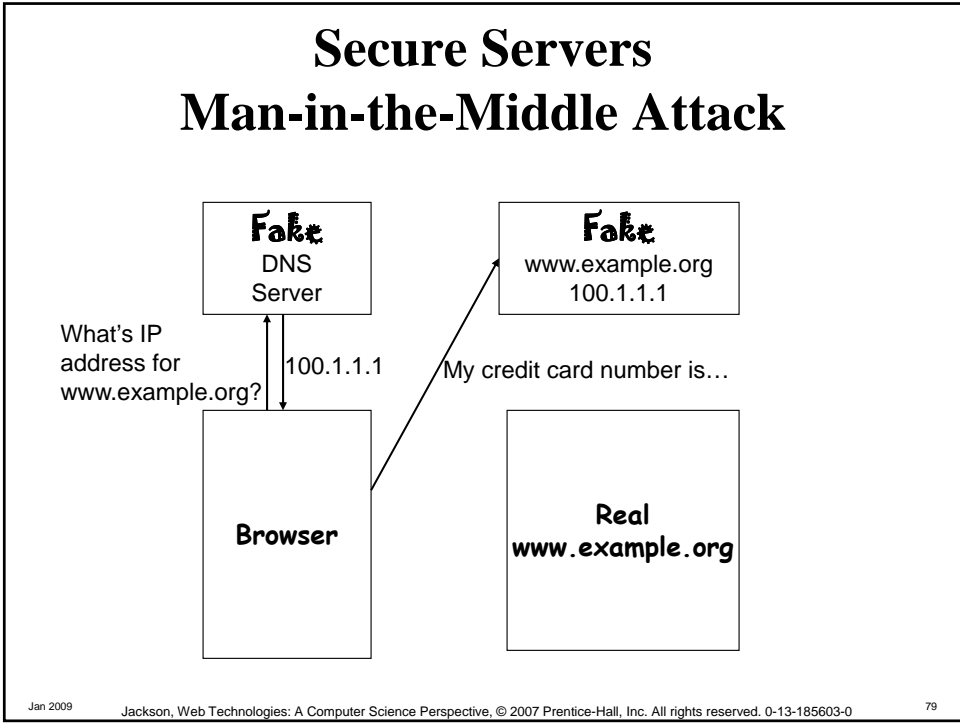 Secure Servers
Man-in-the-Middle Attack
Fake
DNS
Server
Fake
www.example.org
100.1.1.1
What's IP
address for
www.example.org?
100.1.1.1
My credit card number is…
Browser
Real
www.example.org
Jan 2009
Jackson, Web Technologies: A Computer Science Perspective, © 2007 Prentice-Hall, Inc. All rights reserved. 0-13-185603-0
79